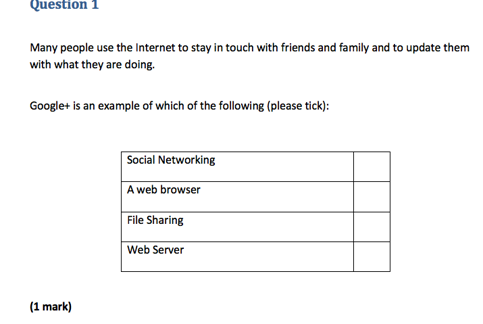 Question 1
Many people use the Internet to stay in touch with friends and family and to update them
with what they are doing.
Google+ is an example of which of the following (please tick):
Social Networking
A web browser
File Sharing
Web Server
(1 mark)